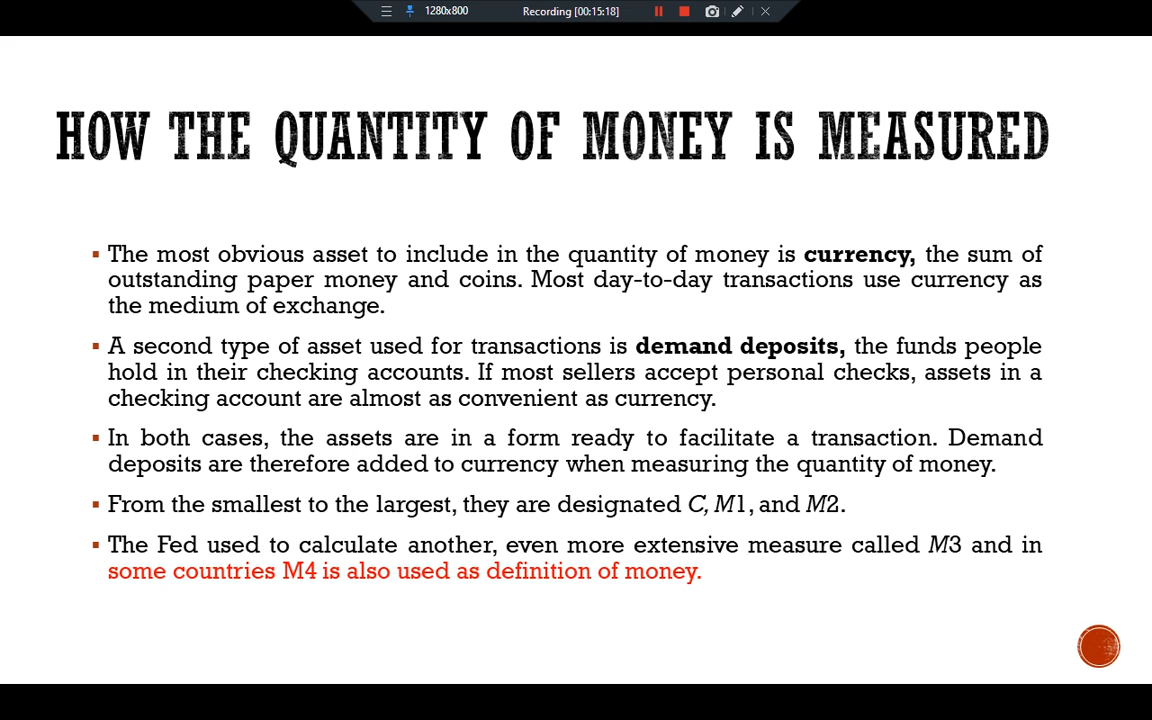 1280x800 Recording [00:15:18]
HOW THE QUANTITY OF MONEY IS MEASURED
▪ The most obvious asset to include in the quantity of money is currency, the sum of
outstanding paper money and coins. Most day-to-day transactions use currency as
the medium of exchange.
▪ A second type of asset used for transactions is demand deposits, the funds people
hold in their checking accounts. If most sellers accept personal checks, assets in a
checking account are almost as convenient as currency.
▪ In both cases, the assets are in a form ready to facilitate a transaction. Demand
deposits are therefore added to currency when measuring the quantity of money.
▪ From the smallest to the largest, they are designated C, M1, and M2.
▪ The Fed used to calculate another, even more extensive measure called M3 and in
some countries M4 is also used as definition of money.